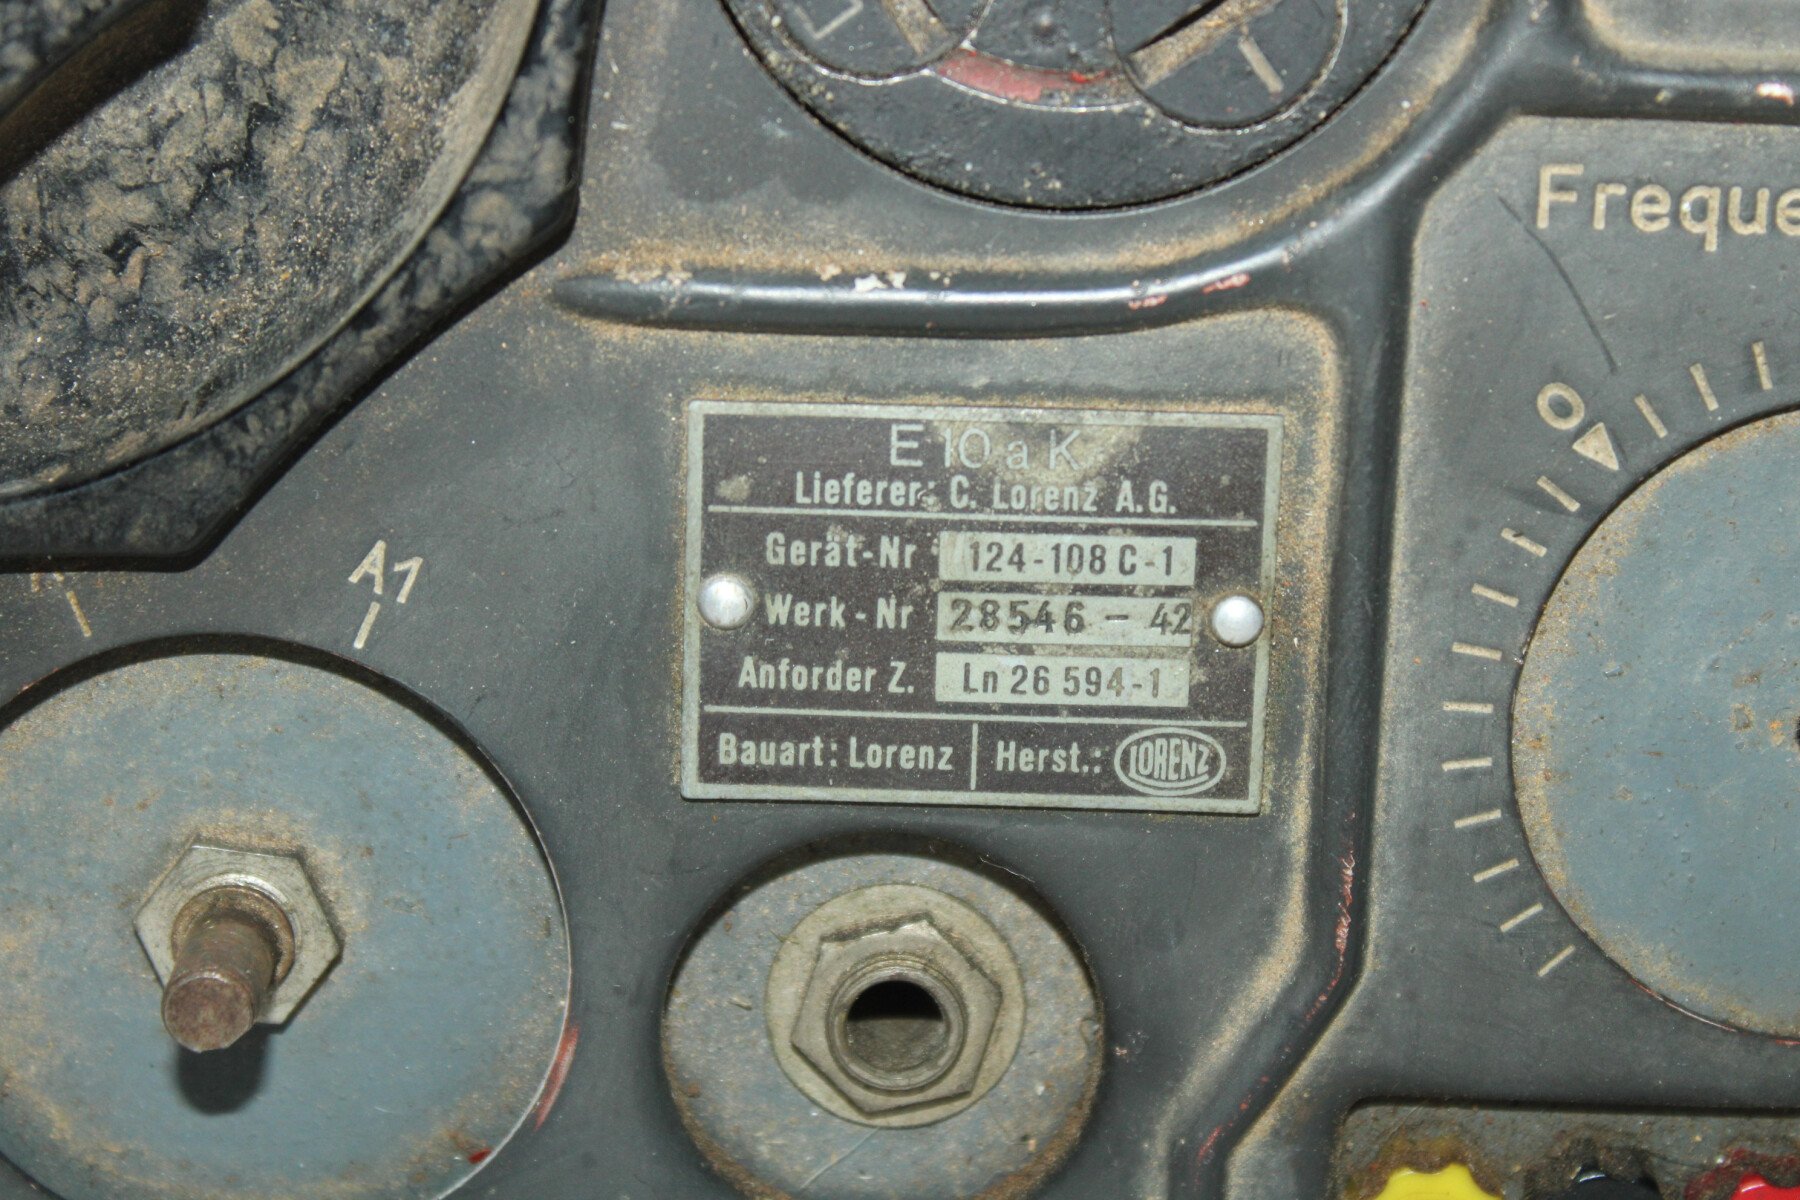 Freque
O
E 10 a K
Lieferer: C. Lorenz A.G.
Gerät-Nr 124-108 C-1
Werk-Nr 28546 - 42
Anforder Z. Ln 26 594-1
Bauart: Lorenz | Herst.: LORENZ
A1